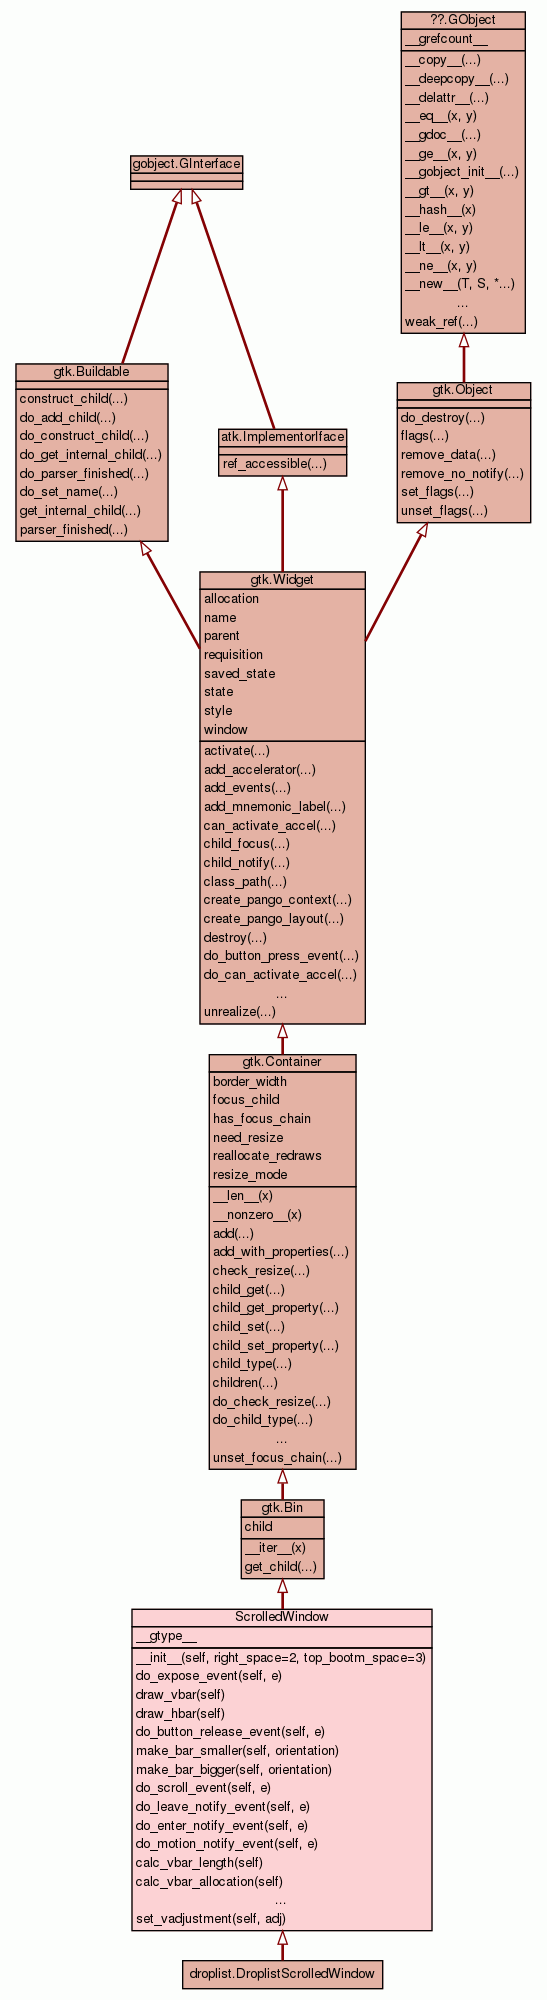 ??.GObject
__grefcount__
__copy__(...)
__deepcopy__(...)
__delattr__(...)
__eq__(x, y)
__gdoc__(...)
__ge__(x, y)
__gobject_init__(...)
__gt__(x, y)
__hash__(x)
__le__(x, y)
__lt__(x, y)
__ne__(x, y)
__new__(T, S, *...)
...
weak_ref(...)
gobject.GInterface
gtk.Buildable
construct_child(...)
do_add_child(...)
do_construct_child(...)
do_get_internal_child(...)
do_parser_finished(...)
do_set_name(...)
get_internal_child(...)
parser_finished(...)
atk.ImplementorIface
ref_accessible(...)
gtk.Object
do_destroy(...)
flags(...)
remove_data(...)
remove_no_notify(...)
set_flags(...)
unset_flags(...)
gtk.Widget
allocation
name
parent
requisition
saved_state
state
style
window
activate(...)
add_accelerator(...)
add_events(...)
add_mnemonic_label(...)
can_activate_accel(...)
child_focus(...)
child_notify(...)
class_path(...)
create_pango_context(...)
create_pango_layout(...)
destroy(...)
do_button_press_event(...)
do_can_activate_accel(...)
...
unrealize(...)
gtk.Container
border_width
focus_child
has_focus_chain
need_resize
reallocate_redraws
resize_mode
__len__(x)
__nonzero__(x)
add(...)
add_with_properties(...)
check_resize(...)
child_get(...)
child_get_property(...)
child_set(...)
child_set_property(...)
child_type(...)
children(...)
do_check_resize(...)
do_child_type(...)
...
unset_focus_chain(...)
gtk.Bin
child
__iter__(x)
get_child(...)
ScrolledWindow
__gtype__
__init__(self, right_space=2, top_bootm_space=3)
do_expose_event(self, e)
draw_vbar(self)
draw_hbar(self)
do_button_release_event(self, e)
make_bar_smaller(self, orientation)
make_bar_bigger(self, orientation)
do_scroll_event(self, e)
do_leave_notify_event(self, e)
do_enter_notify_event(self, e)
do_motion_notify_event(self, e)
calc_vbar_length(self)
calc_vbar_allocation(self)
...
set_vadjustment(self, adj)
droplist.DroplistScrolledWindow